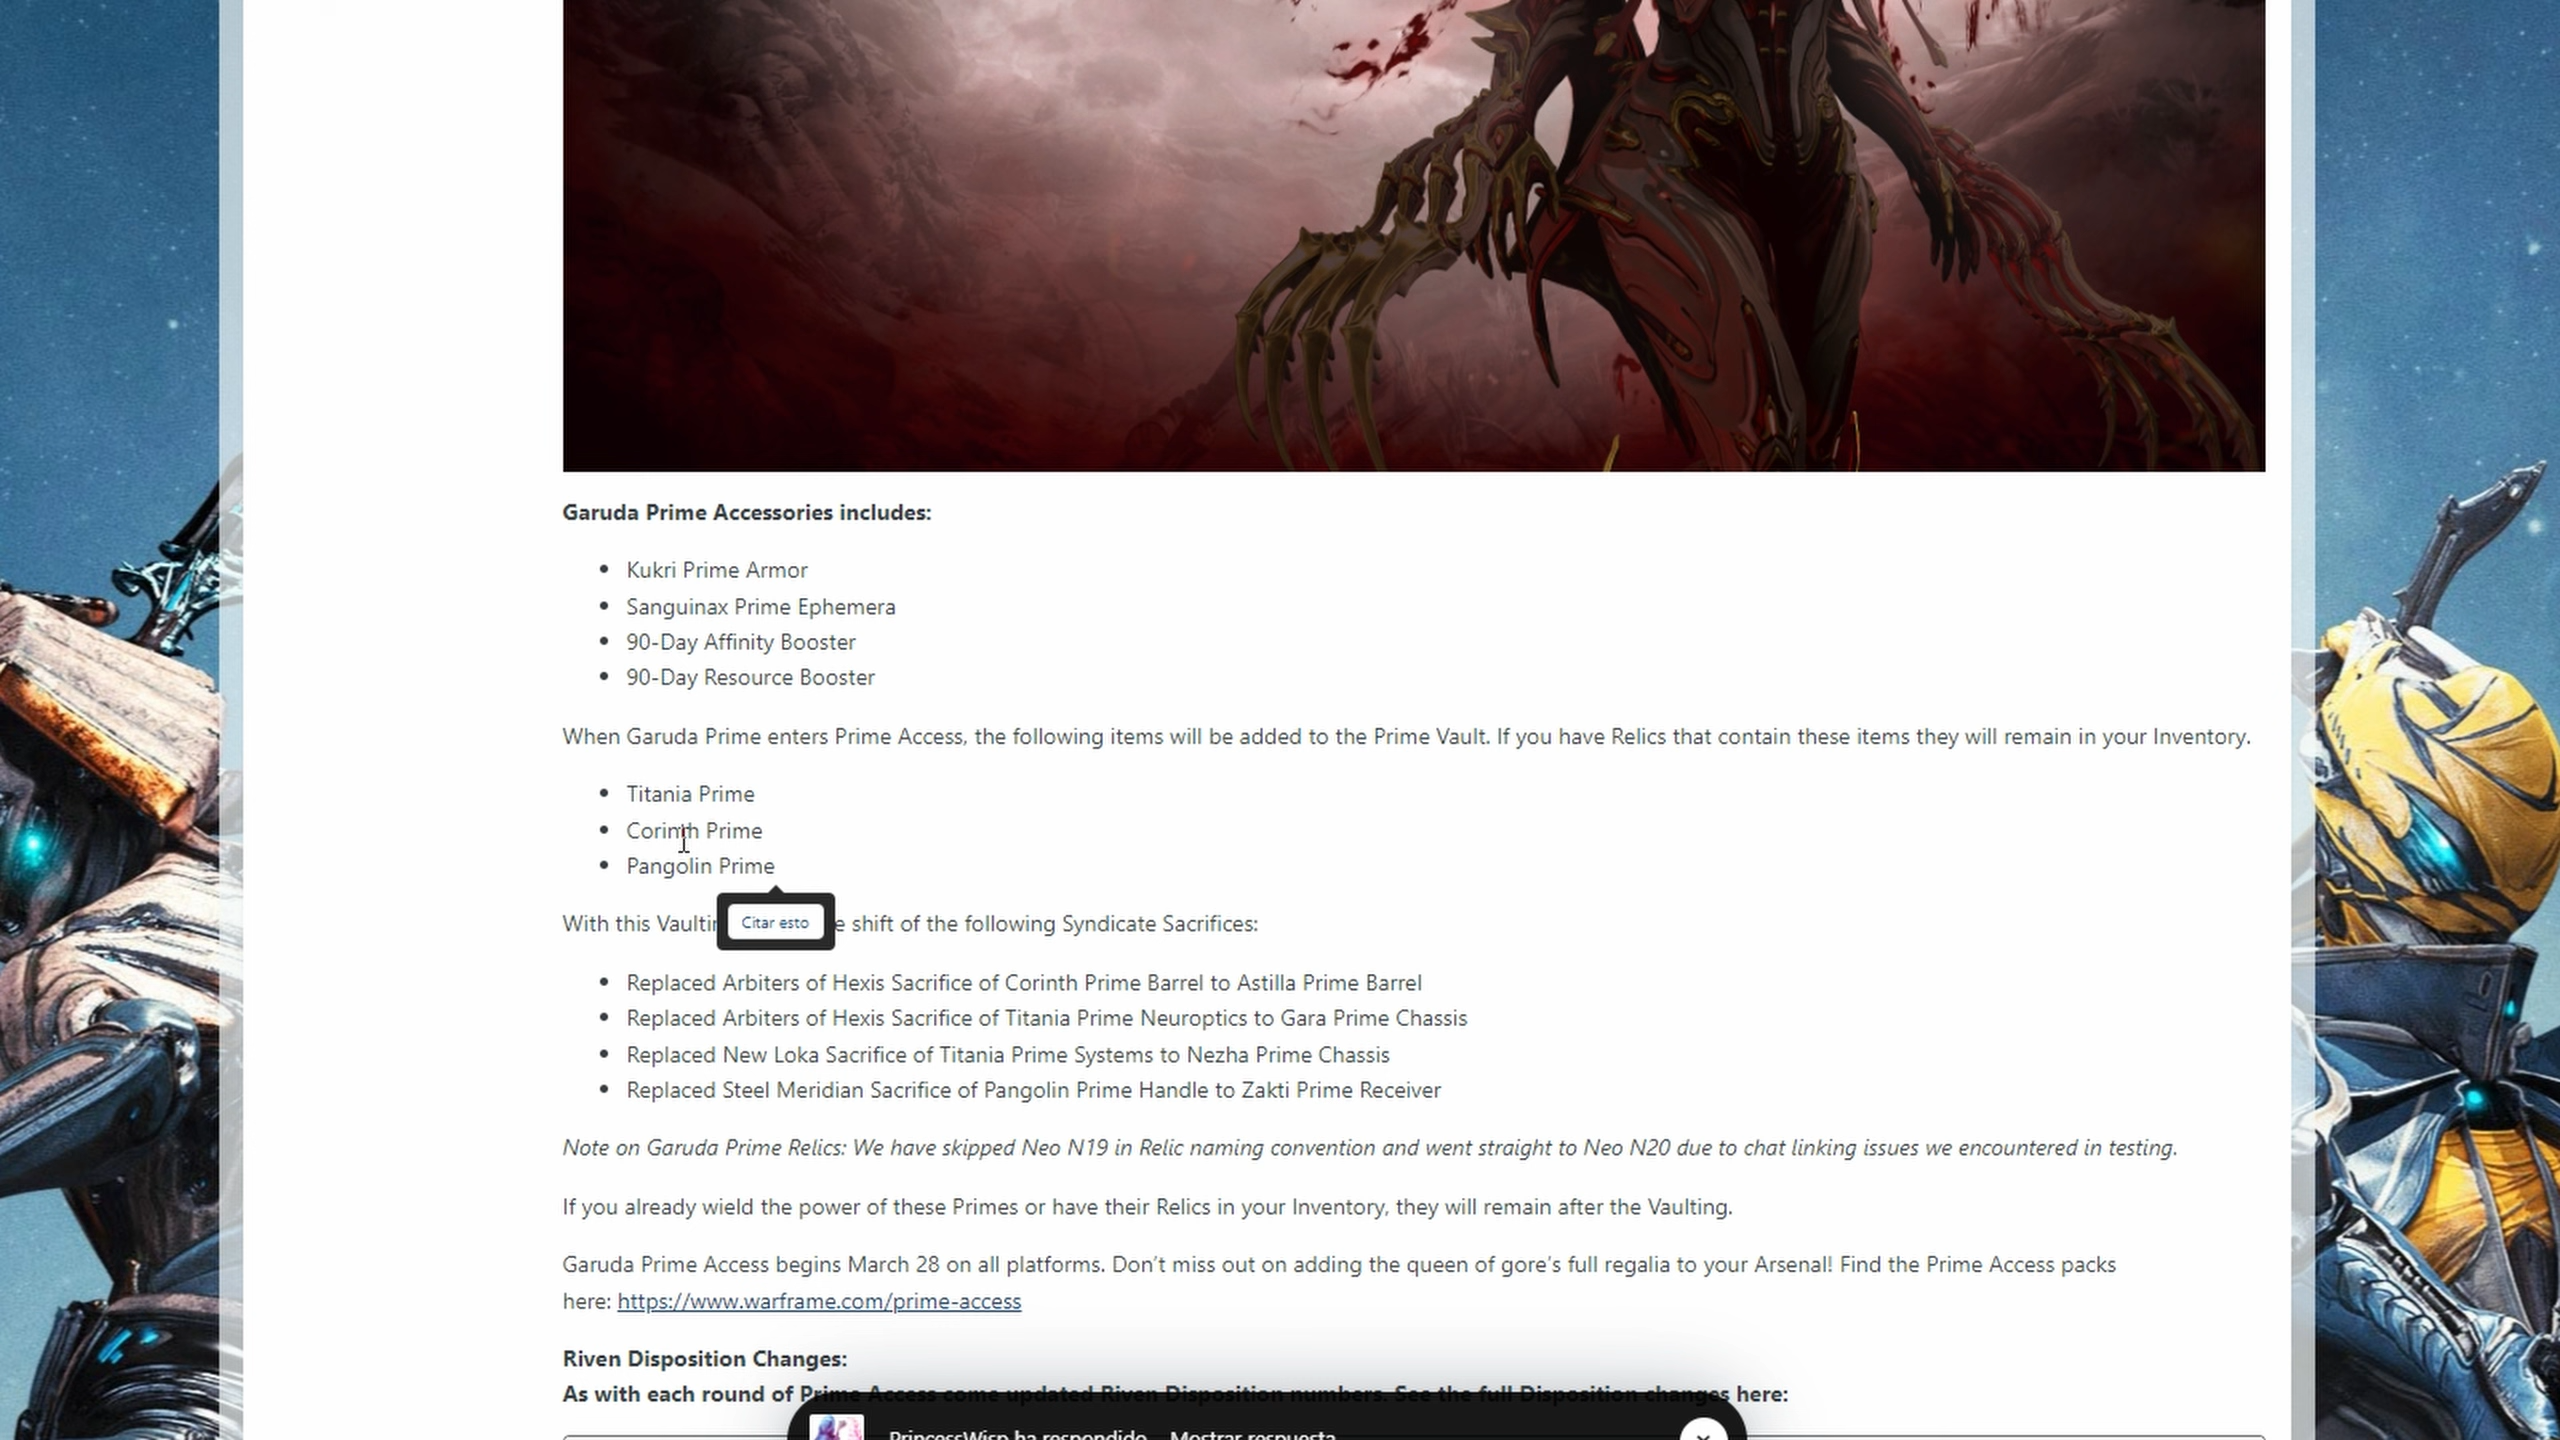 Garuda Prime Accessories includes:
Kukri Prime Armor
Sanguinax Prime Ephemera
90-Day Affinity Booster
90-Day Resource Booster
When Garuda Prime enters Prime Access, the following items will be added to the Prime Vault. If you have Relics that contain these items they will remain in your Inventory.
Titania Prime
Corinth Prime
Pangolin Prime
With this shift of the following Syndicate Sacrifices:
Citar esto
Replaced Arbiters of Hexis Sacrifice of Corinth Prime Barrel to Astilla Prime Barrel
Replaced Arbiters of Hexis Sacrifice of Titania Prime Neuroptics to Gara Prime Chassis
Replaced New Loka Sacrifice of Titania Prime Systems to Nezha Prime Chassis
Replaced Steel Meridian Sacrifice of Pangolin Prime Handle to Zakti Prime Receiver
Note on Garuda Prime Relics: We have skipped Neo N19 in Relic naming convention and went straight to Neo N20 due to chat linking issues we encountered in testing.
If you already wield the power of these Primes or have their Relics in your Inventory, they will remain after the Vaulting.
Garuda Prime Access begins March 28 on all platforms. Don’t miss out on adding the queen of gore’s full regalia to your Arsenal! Find the Prime Access packs
here: https://www.warframe.com/prime-access
Riven Disposition Changes:
As with each round of Prime Access come updated Riven Disposition numbers. See the full Disposition changes here:
PrincessWisp ha respondido Mostrar respuesta